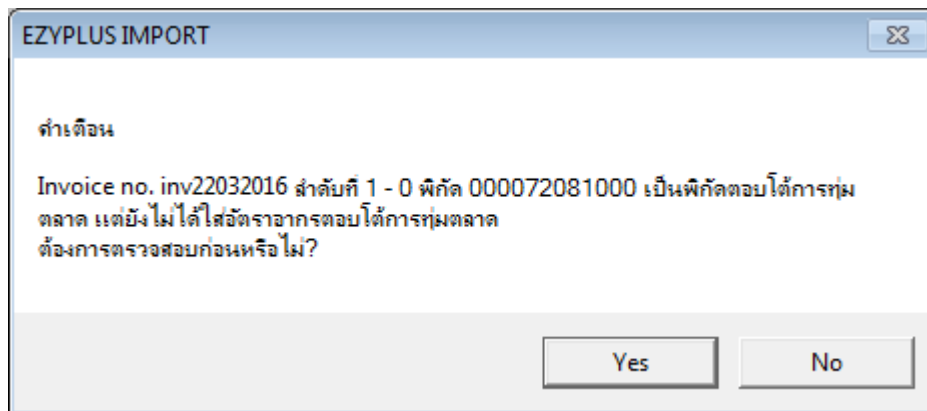 EZYPLUS IMPORT
คำเตือน
Invoice no. inv22032016 ลำดับที่ 1 - 0 พิกัด 000072081000 เป็นพิกัดตอบโต้การทุ่ม
ตลาด แต่ยังไม่ได้ใส่อัตราอากรตอบโต้การทุ่มตลาด
ต้องการตรวจสอบก่อนหรือไม่?
Yes
No